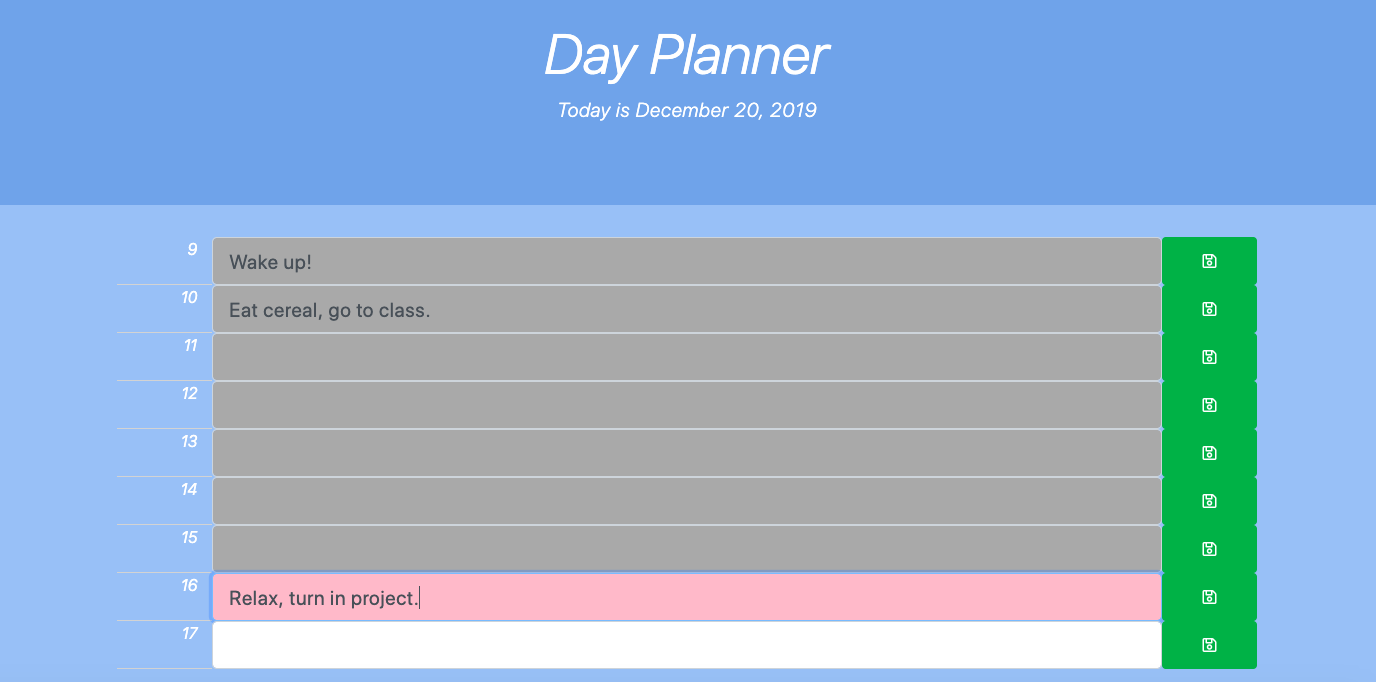 Day Planner
Today is December 20, 2019
9 Wake up!
10 Eat cereal, go to class.
11
12
13
14
15
16 Relax, turn in project.
17